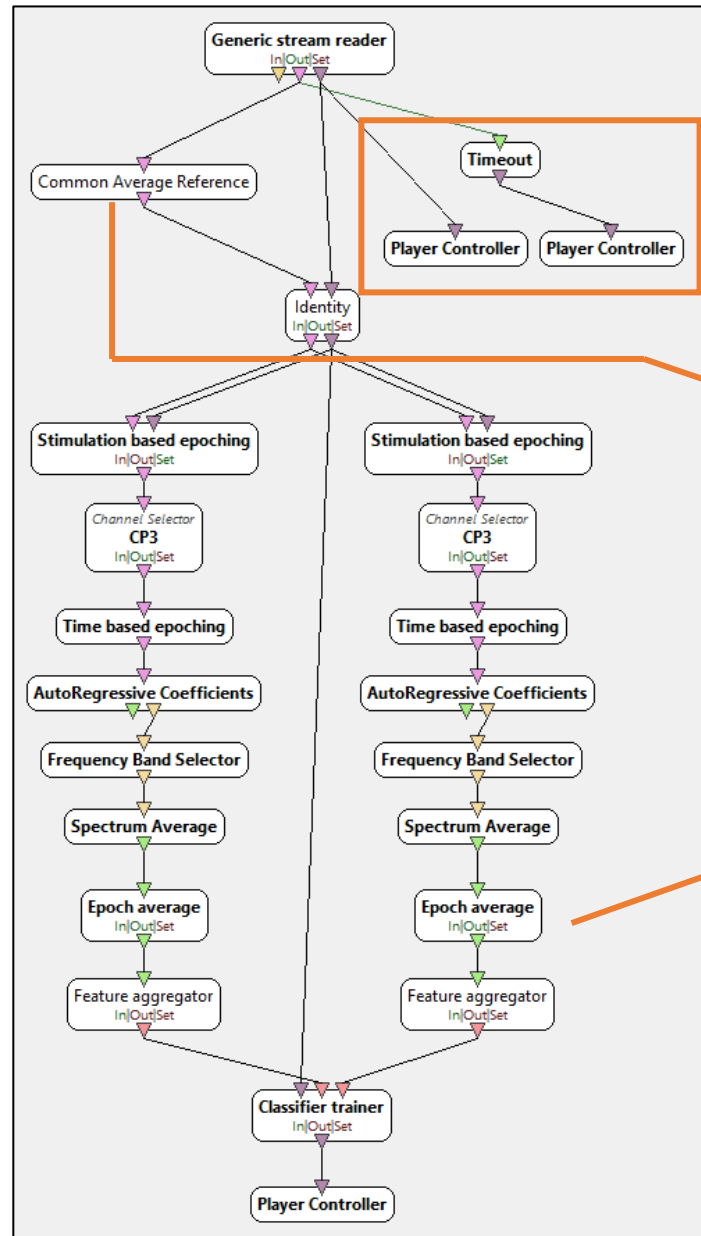 Generic stream reader
In|Out|Set
Timeout
Common Average Reference
Player Controller
Player Controller
Identity
In|Out|Set
Stimulation based epoching
In|Out|Set
Stimulation based epoching
In|Out|Set
Channel Selector
CP3
In|Out|Set
Channel Selector
CP3
In|Out|Set
Time based epoching
Time based epoching
AutoRegressive Coefficients
AutoRegressive Coefficients
Frequency Band Selector
Frequency Band Selector
Spectrum Average
Spectrum Average
Epoch average
In|Out|Set
Epoch average
In|Out|Set
Feature aggregator
In|Out|Set
Feature aggregator
In|Out|Set
Classifier trainer
In|Out|Set
Player Controller